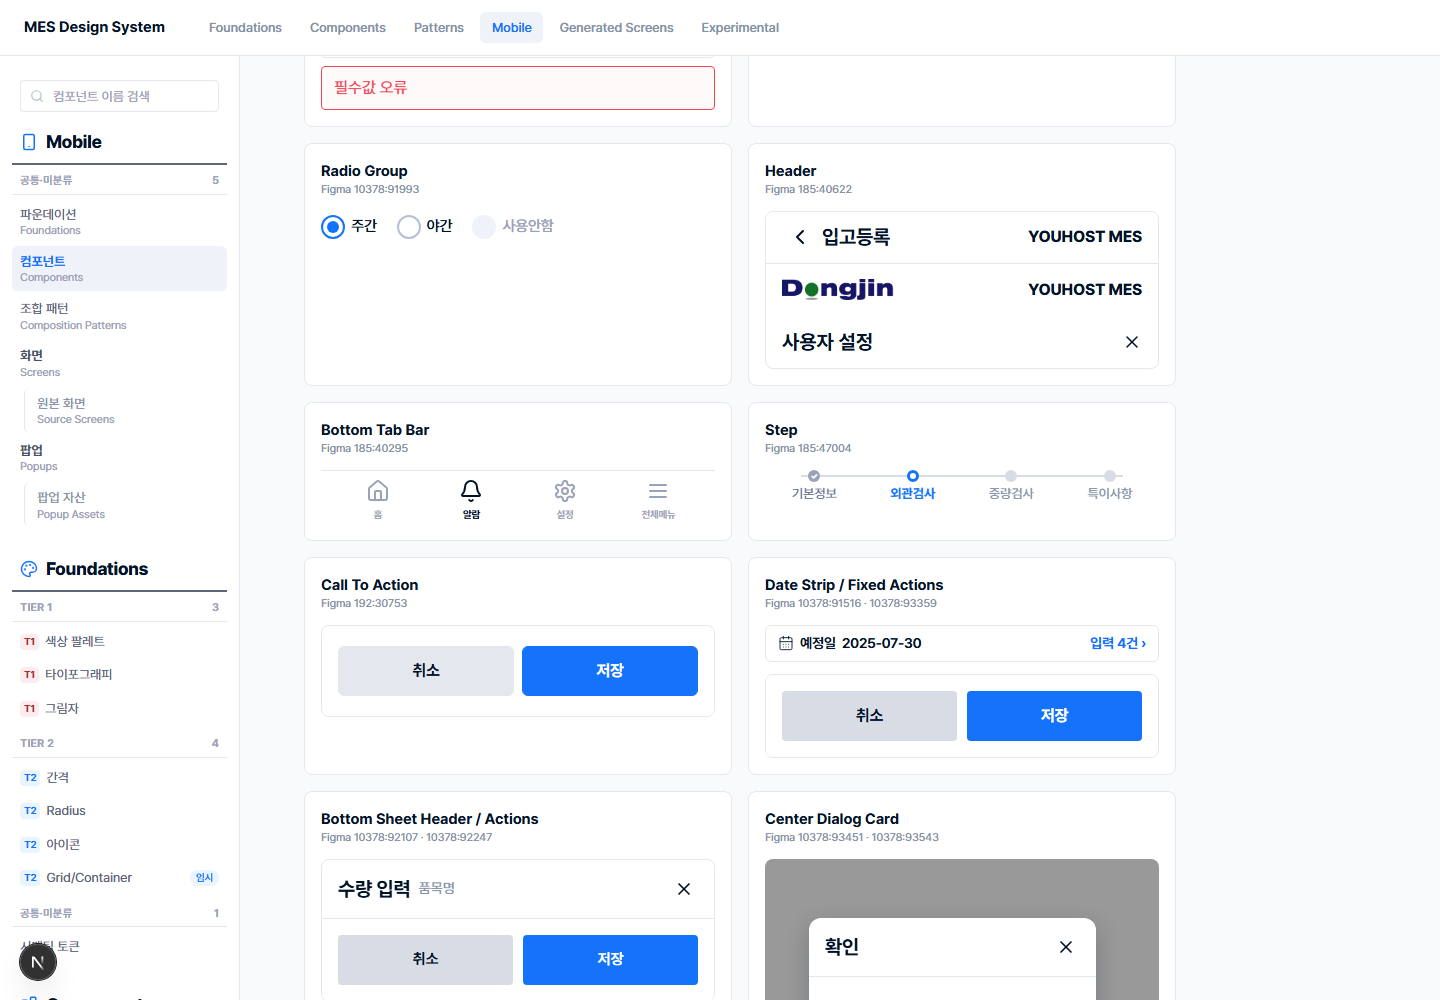 MES Design System
Foundations
Components
Patterns
Mobile
Generated Screens
Experimental
컴포넌트 이름 검색
Mobile
공통·미분류 5
파운데이션
Foundations
컴포넌트
Components
조합 패턴
Composition Patterns
화면
Screens
원본 화면
Source Screens
팝업
Popups
팝업 자산
Popup Assets
Foundations
TIER 1 3
T1 색상 팔레트
T1 타이포그래피
T1 그림자
TIER 2 4
T2 간격
T2 Radius
T2 아이콘
T2 Grid/Container 임시
공통·미분류 1
토큰
N
필수값 오류
Radio Group
Figma 10378:91993
주간 야간 사용안함
Header
Figma 185:40622
입고등록 YOUHOST MES
Dongjin YOUHOST MES
사용자 설정
Bottom Tab Bar
Figma 185:40295
홈 알람 설정 전체메뉴
Step
Figma 185:47004
기본정보 외관검사 중량검사 특이사항
Call To Action
Figma 192:30753
취소 저장
Date Strip / Fixed Actions
Figma 10378:91516 · 10378:93359
예정일 2025-07-30 입력 4건 ›
취소 저장
Bottom Sheet Header / Actions
Figma 10378:92107 · 10378:92247
수량 입력 품목명
취소 저장
Center Dialog Card
Figma 10378:93451 · 10378:93543
확인